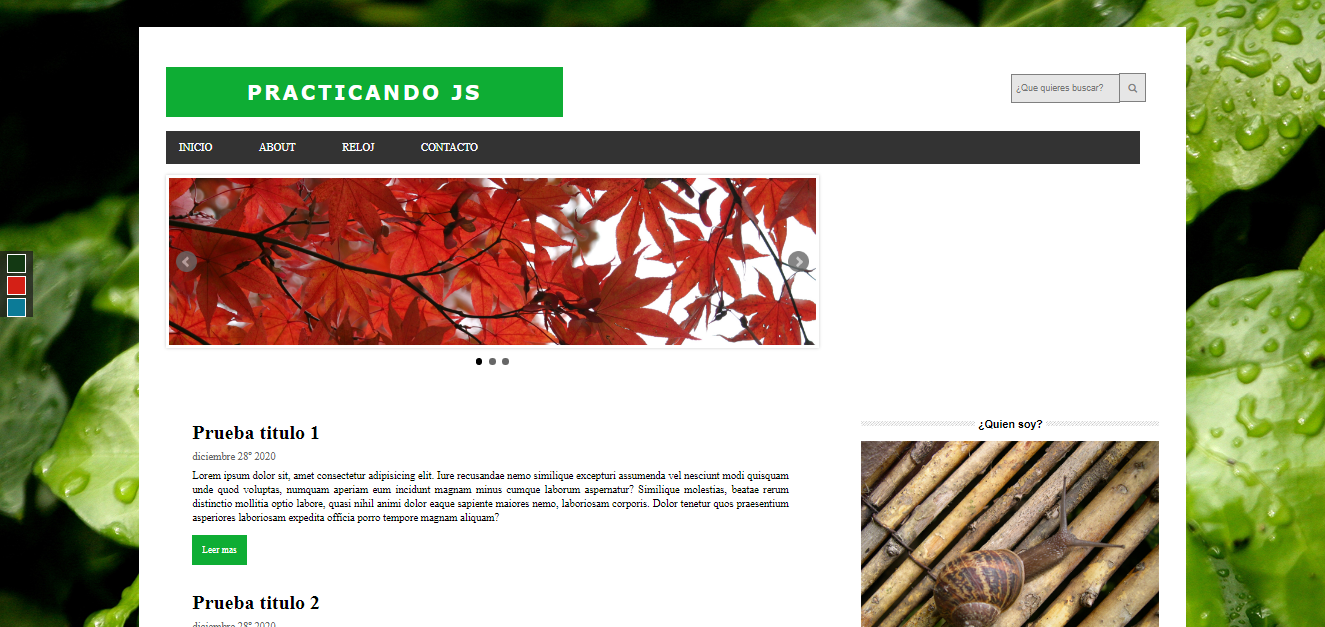 PRACTICANDO JS
¿Que quieres buscar?
INICIO ABOUT RELOJ CONTACTO
Prueba titulo 1
diciembre 28º 2020
Lorem ipsum dolor sit, amet consectetur adipisicing elit. Iure recusandae nemo similique excepturi assumenda vel nesciunt modi quisquam
unde quod voluptas, numquam aperiam eum incidunt magnam minus cumque laborum aspernatur? Similique molestias, beatae rerum
distinctio mollitia optio labore, quasi nihil animi dolor eaque sapiente maiores nemo, laboriosam corporis. Dolor tenetur quos praesentium
asperiores laboriosam expedita officia porro tempore magnam aliquam?
Leer mas
Prueba titulo 2
diciembre 28º 2020
¿Quien soy?